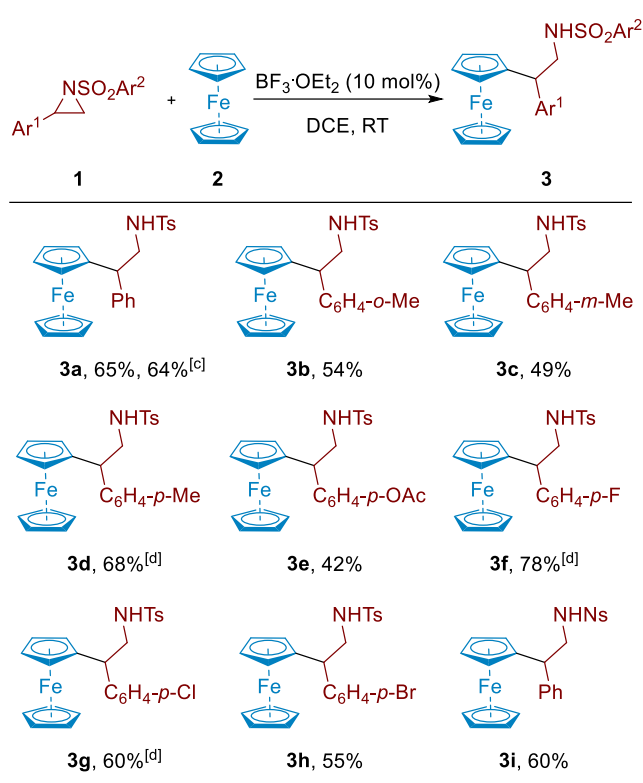 NHSO₂Ar²
NSO₂Ar²
Ar¹
+
Fe
BF₃·OEt₂ (10 mol%)
DCE, RT
Fe
Ar¹
1
2
3
NHTs
NHTs
NHTs
Fe
Ph
Fe
C₆H₄-o-Me
Fe
C₆H₄-m-Me
3a, 65%, 64%[c]
3b, 54%
3c, 49%
NHTs
NHTs
NHTs
Fe
C₆H₄-p-Me
Fe
C₆H₄-p-OAc
Fe
C₆H₄-p-F
3d, 68%[d]
3e, 42%
3f, 78%[d]
NHTs
NHTs
NHNs
Fe
C₆H₄-p-Cl
Fe
C₆H₄-p-Br
Fe
Ph
3g, 60%[d]
3h, 55%
3i, 60%